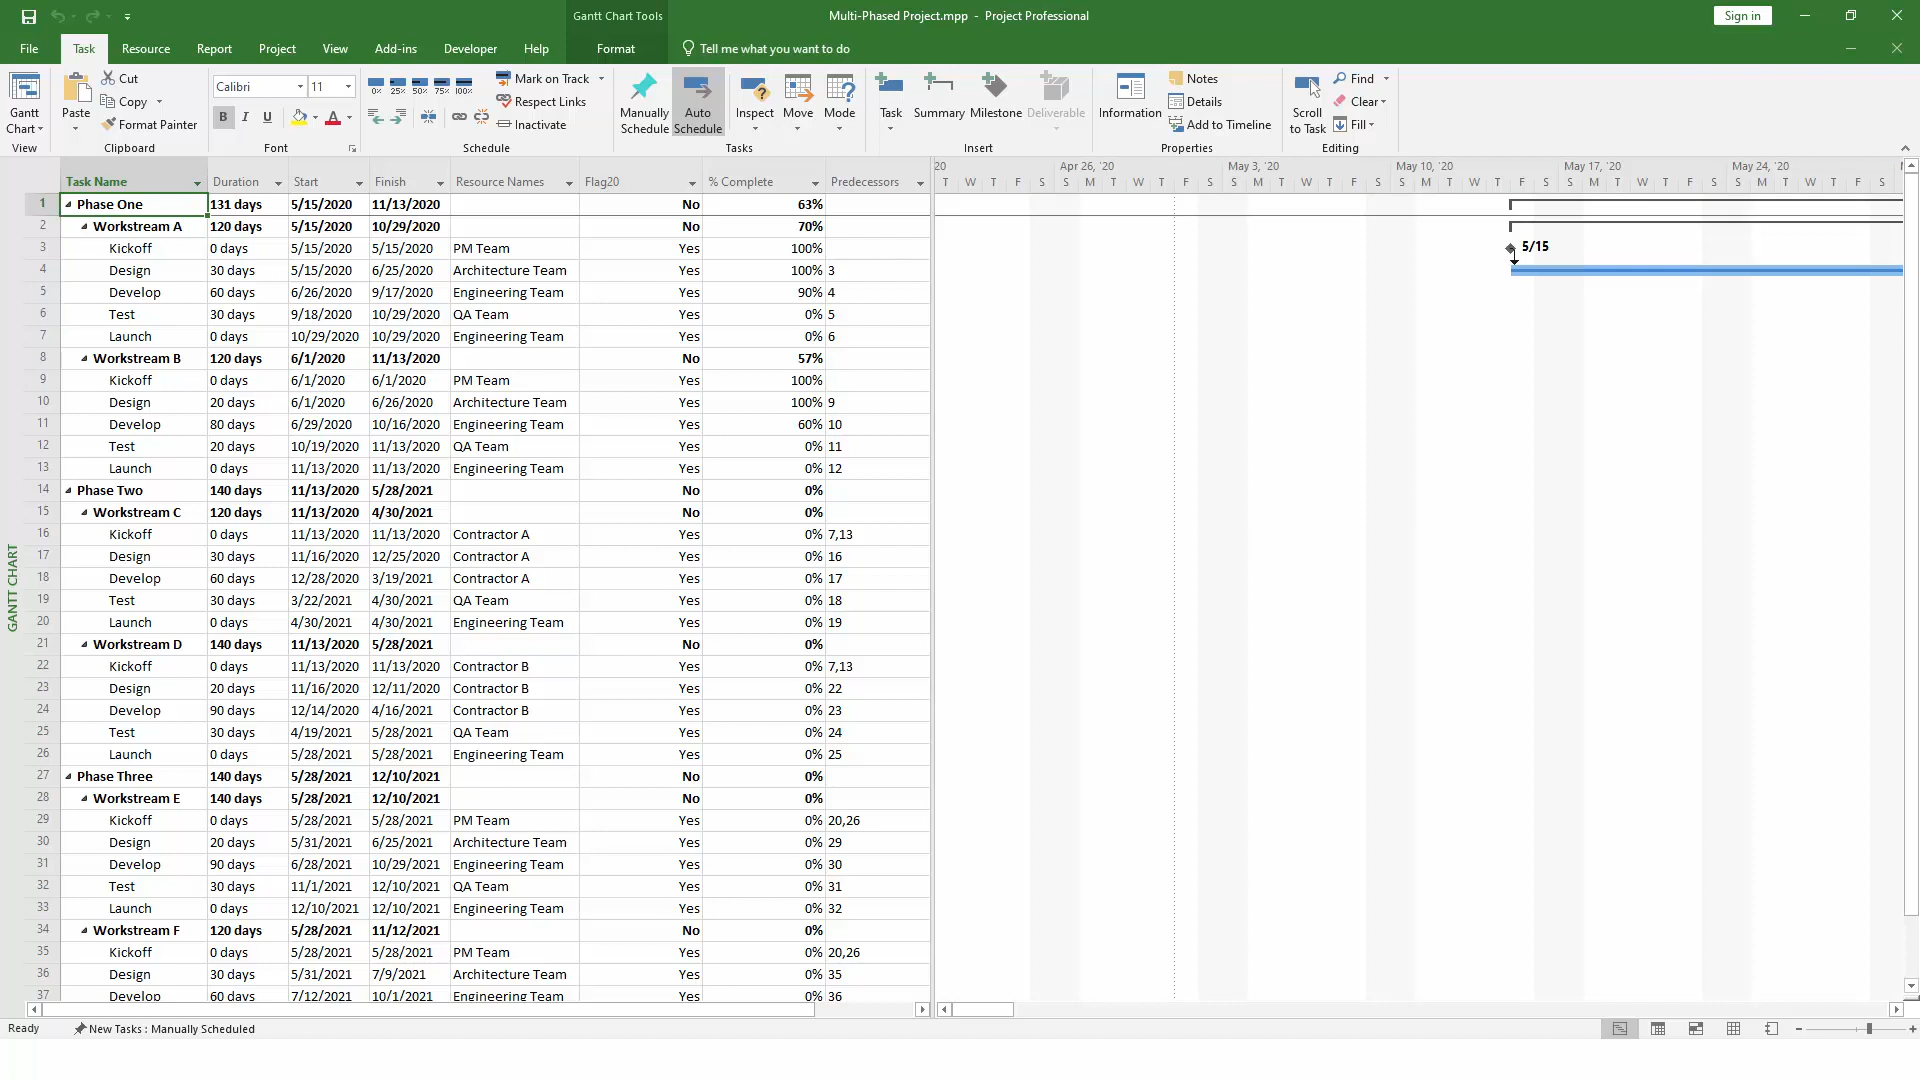 Gantt Chart Tools
Multi-Phased Project.mpp - Project Professional
Sign in
File Task Resource Report Project View Add-ins Developer Help Format Tell me what you want to do
Gantt Chart
View
Paste
Cut
Copy
Format Painter
Clipboard
Calibri 11
B I U A
Font
0% 25% 50% 75% 100%
Mark on Track
Respect Links
Inactivate
Schedule
Manually Schedule
Auto Schedule
Inspect
Move
Mode
Tasks
Task
Summary
Milestone
Deliverable
Insert
Information
Notes
Details
Add to Timeline
Properties
Scroll to Task
Find
Clear
Fill
Editing
20 Apr 26, '20 May 3, '20 May 10, '20 May 17, '20 May 24, '20
Task Name Duration Start Finish Resource Names Flag20 % Complete Predecessors
T W T F S S M T W T F S S M T W T F S S M T W T F S S M T W T F S S M T W T F S
1 Phase One 131 days 5/15/2020 11/13/2020 No 63%
2 Workstream A 120 days 5/15/2020 10/29/2020 No 70%
3 Kickoff 0 days 5/15/2020 5/15/2020 PM Team Yes 100% 5/15
4 Design 30 days 5/15/2020 6/25/2020 Architecture Team Yes 100% 3
5 Develop 60 days 6/26/2020 9/17/2020 Engineering Team Yes 90% 4
6 Test 30 days 9/18/2020 10/29/2020 QA Team Yes 0% 5
7 Launch 0 days 10/29/2020 10/29/2020 Engineering Team Yes 0% 6
8 Workstream B 120 days 6/1/2020 11/13/2020 No 57%
9 Kickoff 0 days 6/1/2020 6/1/2020 PM Team Yes 100%
10 Design 20 days 6/1/2020 6/26/2020 Architecture Team Yes 100% 9
11 Develop 80 days 6/29/2020 10/16/2020 Engineering Team Yes 60% 10
12 Test 20 days 10/19/2020 11/13/2020 QA Team Yes 0% 11
13 Launch 0 days 11/13/2020 11/13/2020 Engineering Team Yes 0% 12
14 Phase Two 140 days 11/13/2020 5/28/2021 No 0%
15 Workstream C 120 days 11/13/2020 4/30/2021 No 0%
16 Kickoff 0 days 11/13/2020 11/13/2020 Contractor A Yes 0% 7,13
17 Design 30 days 11/16/2020 12/25/2020 Contractor A Yes 0% 16
18 Develop 60 days 12/28/2020 3/19/2021 Contractor A Yes 0% 17
19 Test 30 days 3/22/2021 4/30/2021 QA Team Yes 0% 18
20 Launch 0 days 4/30/2021 4/30/2021 Engineering Team Yes 0% 19
21 Workstream D 140 days 11/13/2020 5/28/2021 No 0%
22 Kickoff 0 days 11/13/2020 11/13/2020 Contractor B Yes 0% 7,13
23 Design 20 days 11/16/2020 12/11/2020 Contractor B Yes 0% 22
24 Develop 90 days 12/14/2020 4/16/2021 Contractor B Yes 0% 23
25 Test 30 days 4/19/2021 5/28/2021 QA Team Yes 0% 24
26 Launch 0 days 5/28/2021 5/28/2021 Engineering Team Yes 0% 25
27 Phase Three 140 days 5/28/2021 12/10/2021 No 0%
28 Workstream E 140 days 5/28/2021 12/10/2021 No 0%
29 Kickoff 0 days 5/28/2021 5/28/2021 PM Team Yes 0% 20,26
30 Design 20 days 5/31/2021 6/25/2021 Architecture Team Yes 0% 29
31 Develop 90 days 6/28/2021 10/29/2021 Engineering Team Yes 0% 30
32 Test 30 days 11/1/2021 12/10/2021 QA Team Yes 0% 31
33 Launch 0 days 12/10/2021 12/10/2021 Engineering Team Yes 0% 32
34 Workstream F 120 days 5/28/2021 11/12/2021 No 0%
35 Kickoff 0 days 5/28/2021 5/28/2021 PM Team Yes 0% 20,26
36 Design 30 days 5/31/2021 7/9/2021 Architecture Team Yes 0% 35
37 Develop 60 days 7/12/2021 10/1/2021 Engineering Team Yes 0% 36
GANTT CHART
Ready New Tasks : Manually Scheduled